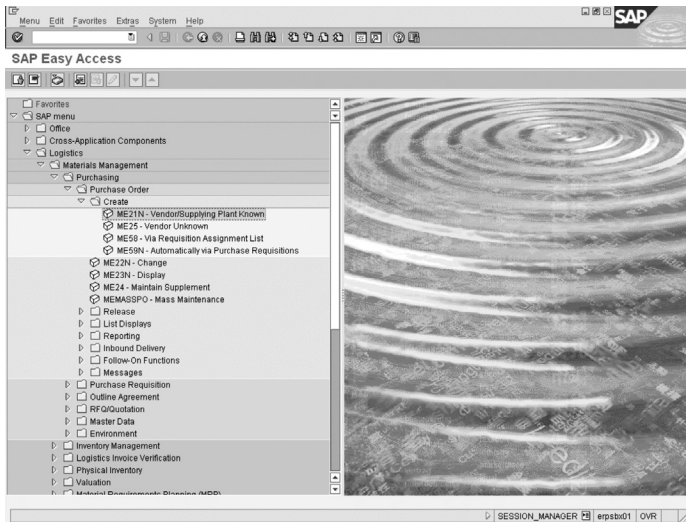 Menu Edit Favorites Extras System Help
SAP
SAP Easy Access
Favorites
SAP menu
Office
Cross-Application Components
Logistics
Materials Management
Purchasing
Purchase Order
Create
ME21N - Vendor/Supplying Plant Known
ME25 - Vendor Unknown
ME58 - Via Requisition Assignment List
ME59N - Automatically via Purchase Requisitions
ME22N - Change
ME23N - Display
ME24 - Maintain Supplement
MEMASSPO - Mass Maintenance
Release
List Displays
Reporting
Inbound Delivery
Follow-On Functions
Messages
Purchase Requisition
Outline Agreement
RFQ/Quotation
Master Data
Environment
Inventory Management
Logistics Invoice Verification
Physical Inventory
Valuation
Material Requirements Planning (MRP)
SESSION_MANAGER erpsbx01 OVR